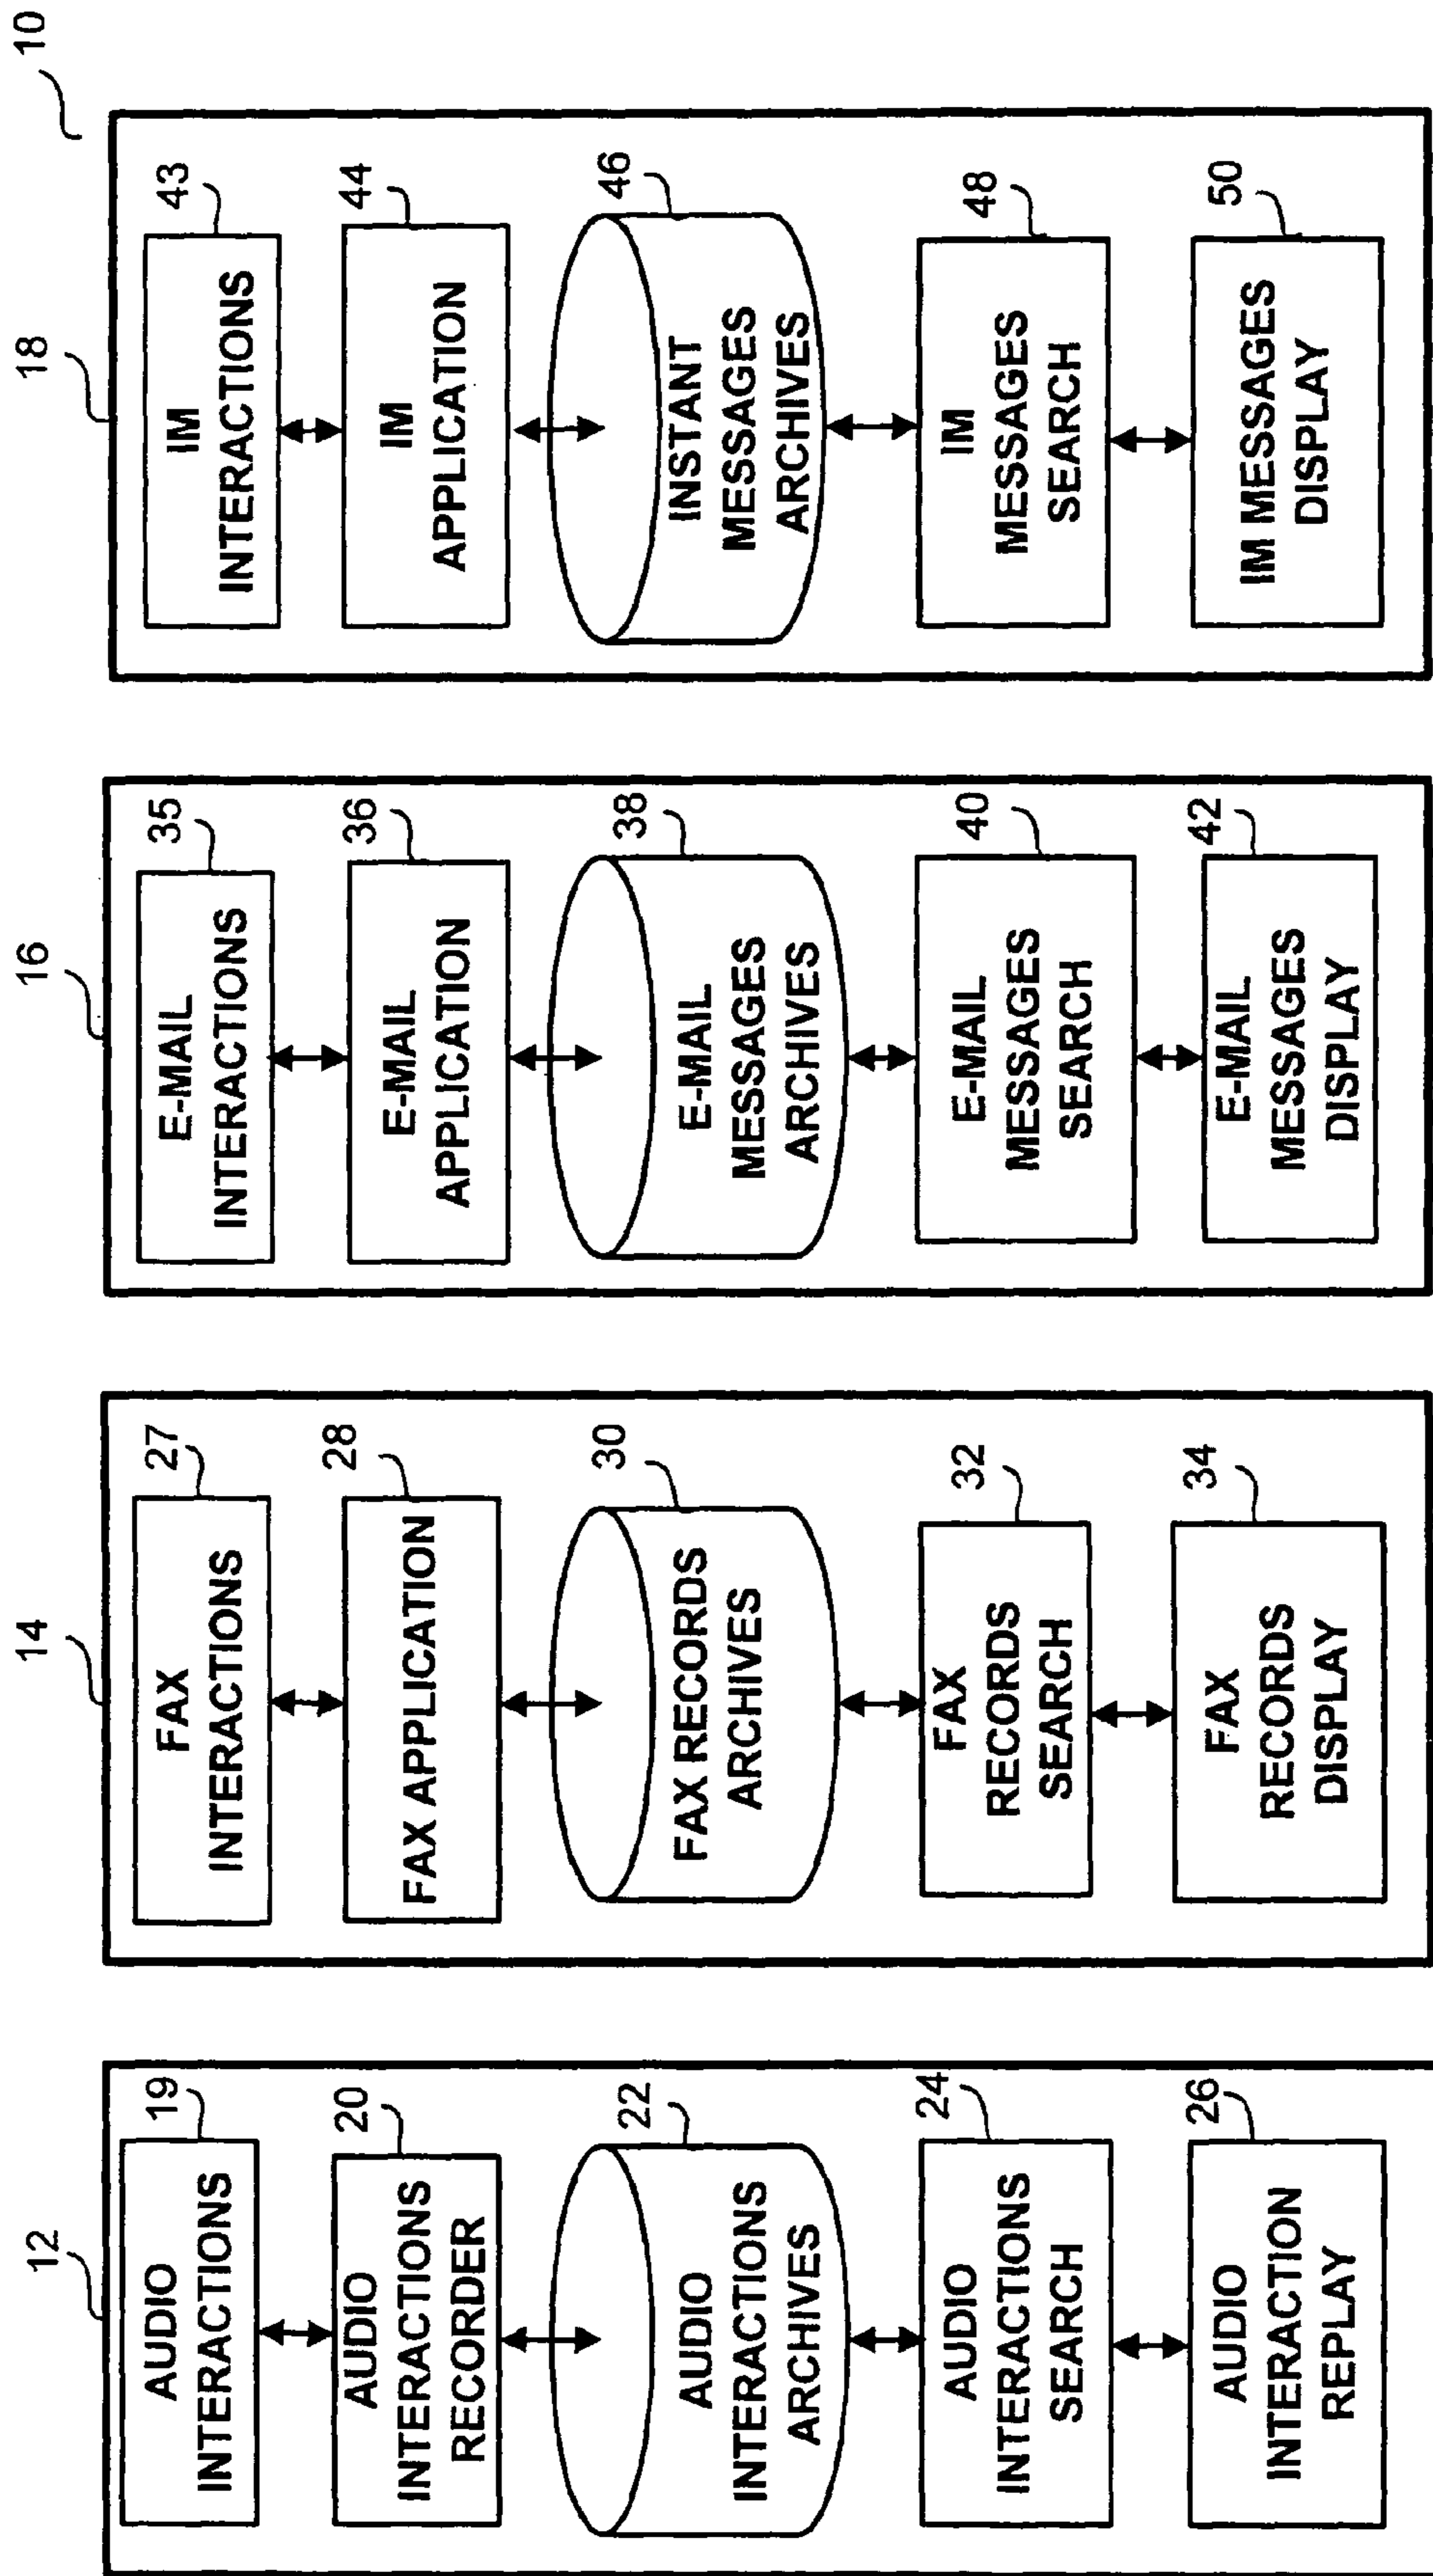 10
12
19
AUDIO
INTERACTIONS
20
AUDIO
INTERACTIONS
RECORDER
22
AUDIO
INTERACTIONS
ARCHIVES
24
AUDIO
INTERACTIONS
SEARCH
26
AUDIO
INTERACTION
REPLAY
14
27
FAX
INTERACTIONS
28
FAX APPLICATION
30
FAX RECORDS
ARCHIVES
32
FAX
RECORDS
SEARCH
34
FAX
RECORDS
DISPLAY
16
35
E-MAIL
INTERACTIONS
36
E-MAIL
APPLICATION
38
E-MAIL
MESSAGES
ARCHIVES
40
E-MAIL
MESSAGES
SEARCH
42
E-MAIL
MESSAGES
DISPLAY
18
43
IM
INTERACTIONS
44
IM
APPLICATION
46
INSTANT
MESSAGES
ARCHIVES
48
IM
MESSAGES
SEARCH
50
IM MESSAGES
DISPLAY